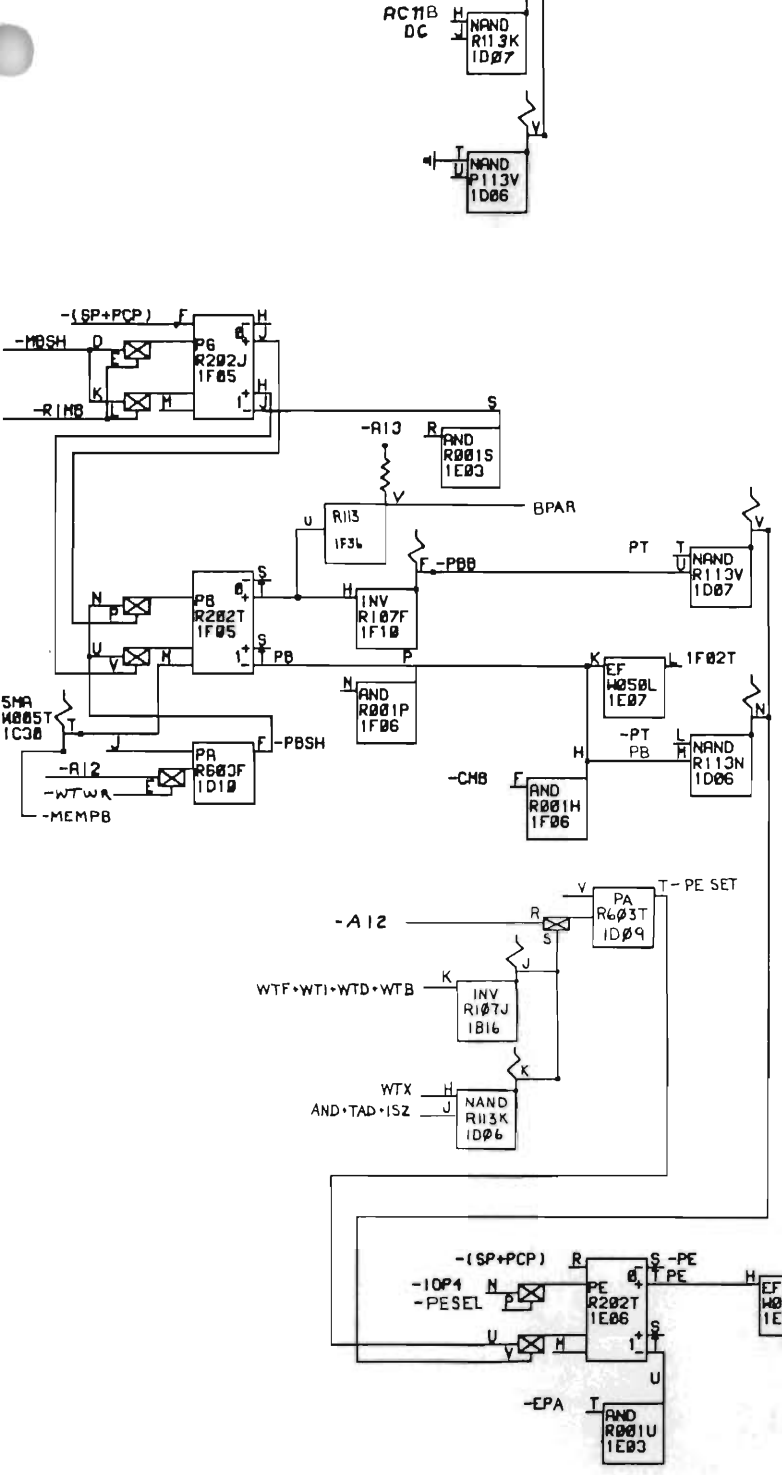 AC11B H
DC J
NAND
R113K
1D07
V
T
U
NAND
P113V
1D06
-(SP+PCP) F H
0 J
-MBSH D
E
PG
R202J
1F05
K
M
H
1 J
-R1MB L
S
-A13
R
AND
R001S
1E03
V
BPAR
U
R113
1F36
V
PT T
U
NAND
R113V
1D07
F -PBB
N
P
PB
R202T
1F05
S
0
H
INV
R107F
1F10
U
V
M
S
1 PB
P
K
EF
W050L
1E07
L 1F02T
N
AND
R001P
1F06
N
SMA
W005T
1C30
T
J
PA
R603F
1D10
F -PBSH
-A12
-WTWR E
-MEMPB
-PT L
PB M
NAND
R113N
1D06
H
-CMB F
AND
R001H
1F06
V
PA
R603T
1D09
T-PE SET
-A12 R
S
J
WTF+WT1+WTD+WTB K
INV
R107J
1B16
K
WTX H
AND+TAD+ISZ J
NAND
R113K
1D06
-(SP+PCP) R
S -PE
0 T PE
H
EF
W0
1E
-IOP4 N
-PESEL P
PE
R202T
1E06
U
V
M
S
1
U
-EPA T
AND
R001U
1E03